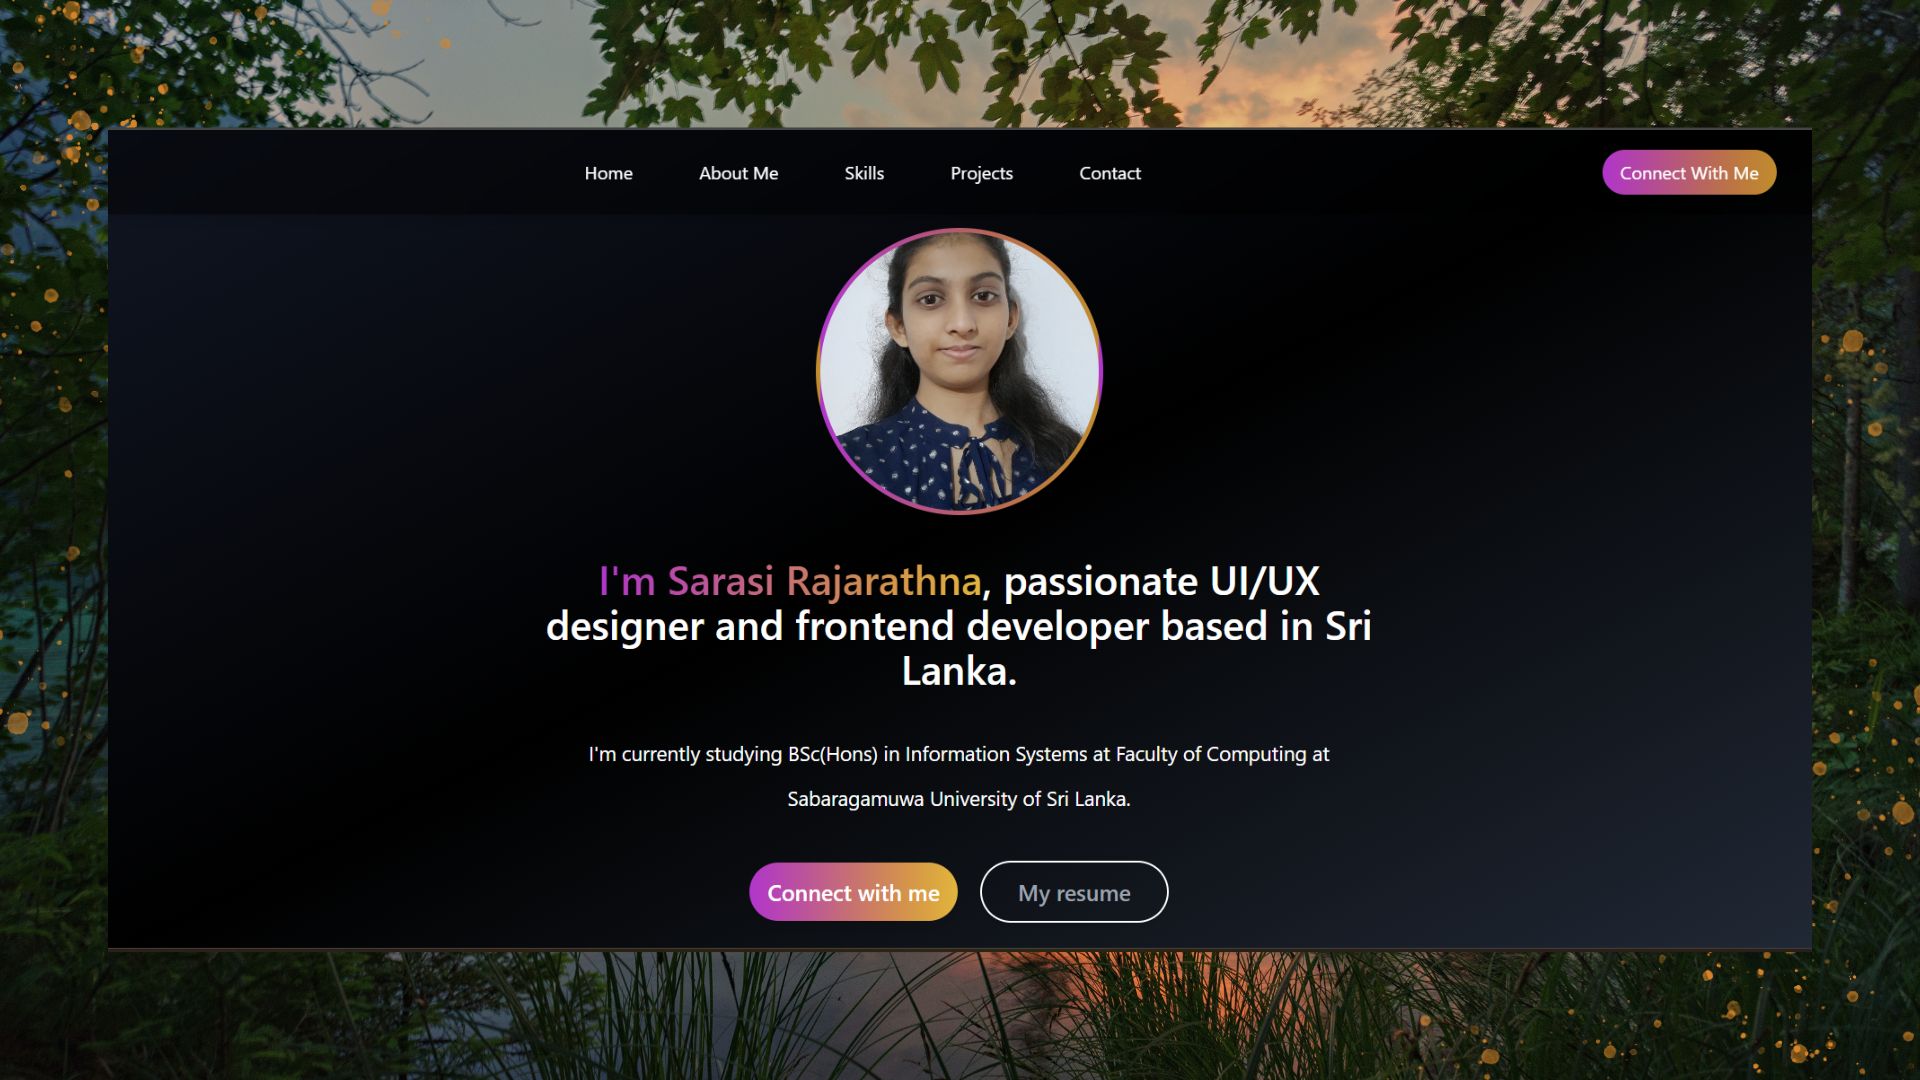 Home About Me Skills Projects Contact Connect With Me
I'm Sarasi Rajarathna, passionate UI/UX
designer and frontend developer based in Sri
Lanka.
I'm currently studying BSc(Hons) in Information Systems at Faculty of Computing at
Sabaragamuwa University of Sri Lanka.
Connect with me My resume